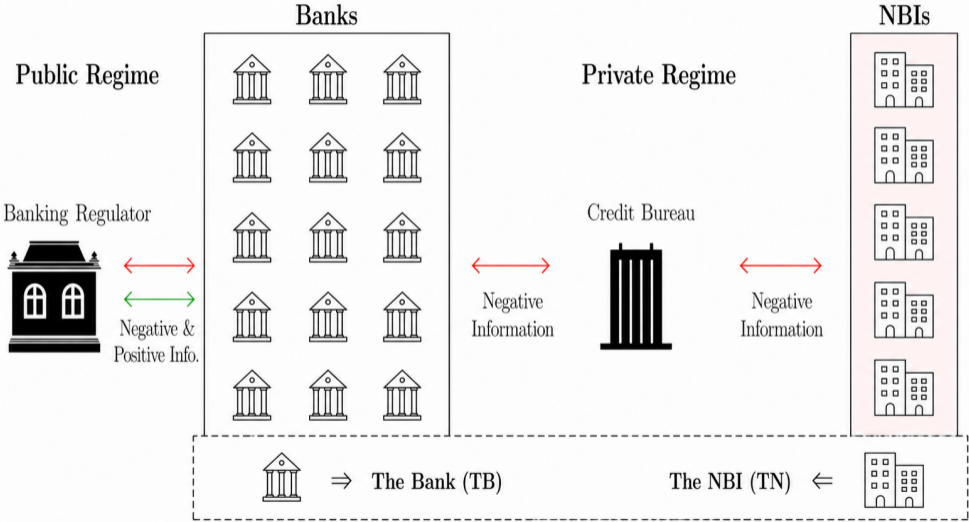 Banks
NBIs
Public Regime
Private Regime
Banking Regulator
Credit Bureau
Negative &
Positive Info.
Negative
Information
Negative
Information
⇒ The Bank (TB)
The NBI (TN) ⇐